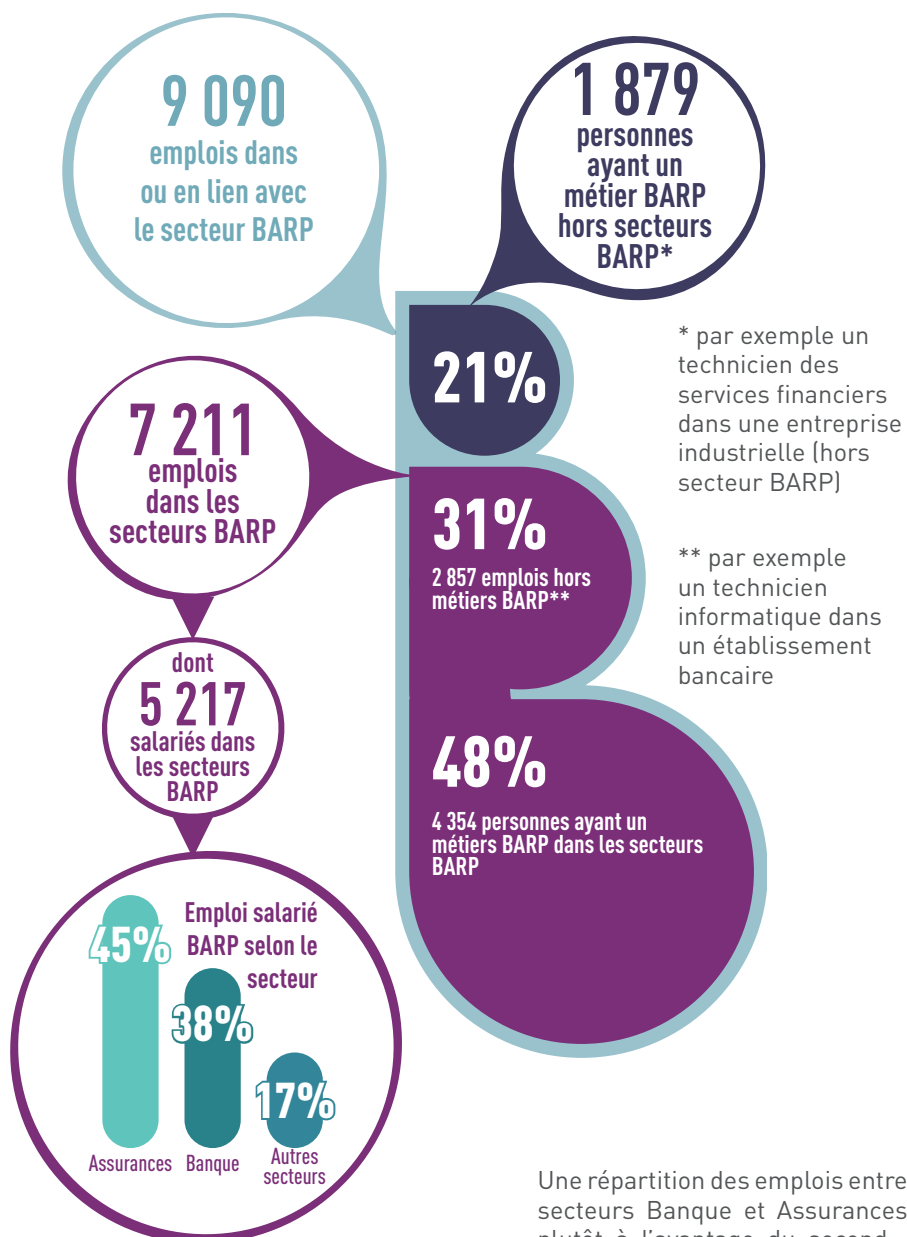 9 090
emplois dans
ou en lien avec
le secteur BARP
1 879
personnes
ayant un
métier BARP
hors secteurs
BARP*
21%
* par exemple un
technicien des
services financiers
dans une entreprise
industrielle (hors
secteur BARP)
7 211
emplois
dans les
secteurs BARP
31%
2 857 emplois hors
métiers BARP**
** par exemple
un technicien
informatique dans
un établissement
bancaire
dont
5 217
salariés dans
les secteurs
BARP
48%
4 354 personnes ayant un
métiers BARP dans les secteurs
BARP
Emploi salarié
BARP selon le
secteur
45%
38%
17%
Assurances
Banque
Autres
secteurs
Une répartition des emplois entre
secteurs Banque et Assurances
plutôt à l'avantage du second